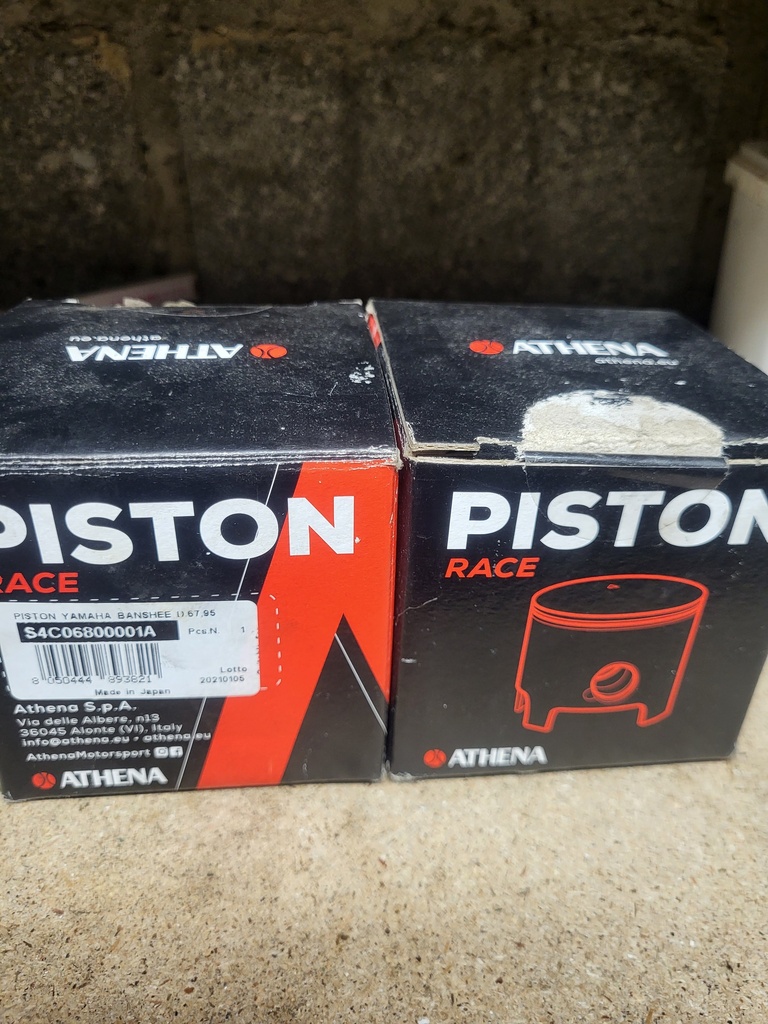 athena.eu
ATHENA
ATHENA
athena.eu
PISTON
RACE
PISTON YAMAHA BANSHEE D.67,95
S4C06800001A
Pcs.N. 1
8 050444 893821
Lotto
20210105
Made in Japan
Athena S.p.A.
Via delle Albere, n13
36045 Alonte (VI), Italy
info@athena.eu - athena.eu
AthenaMotorsport
ATHENA
PISTON
RACE
ATHENA